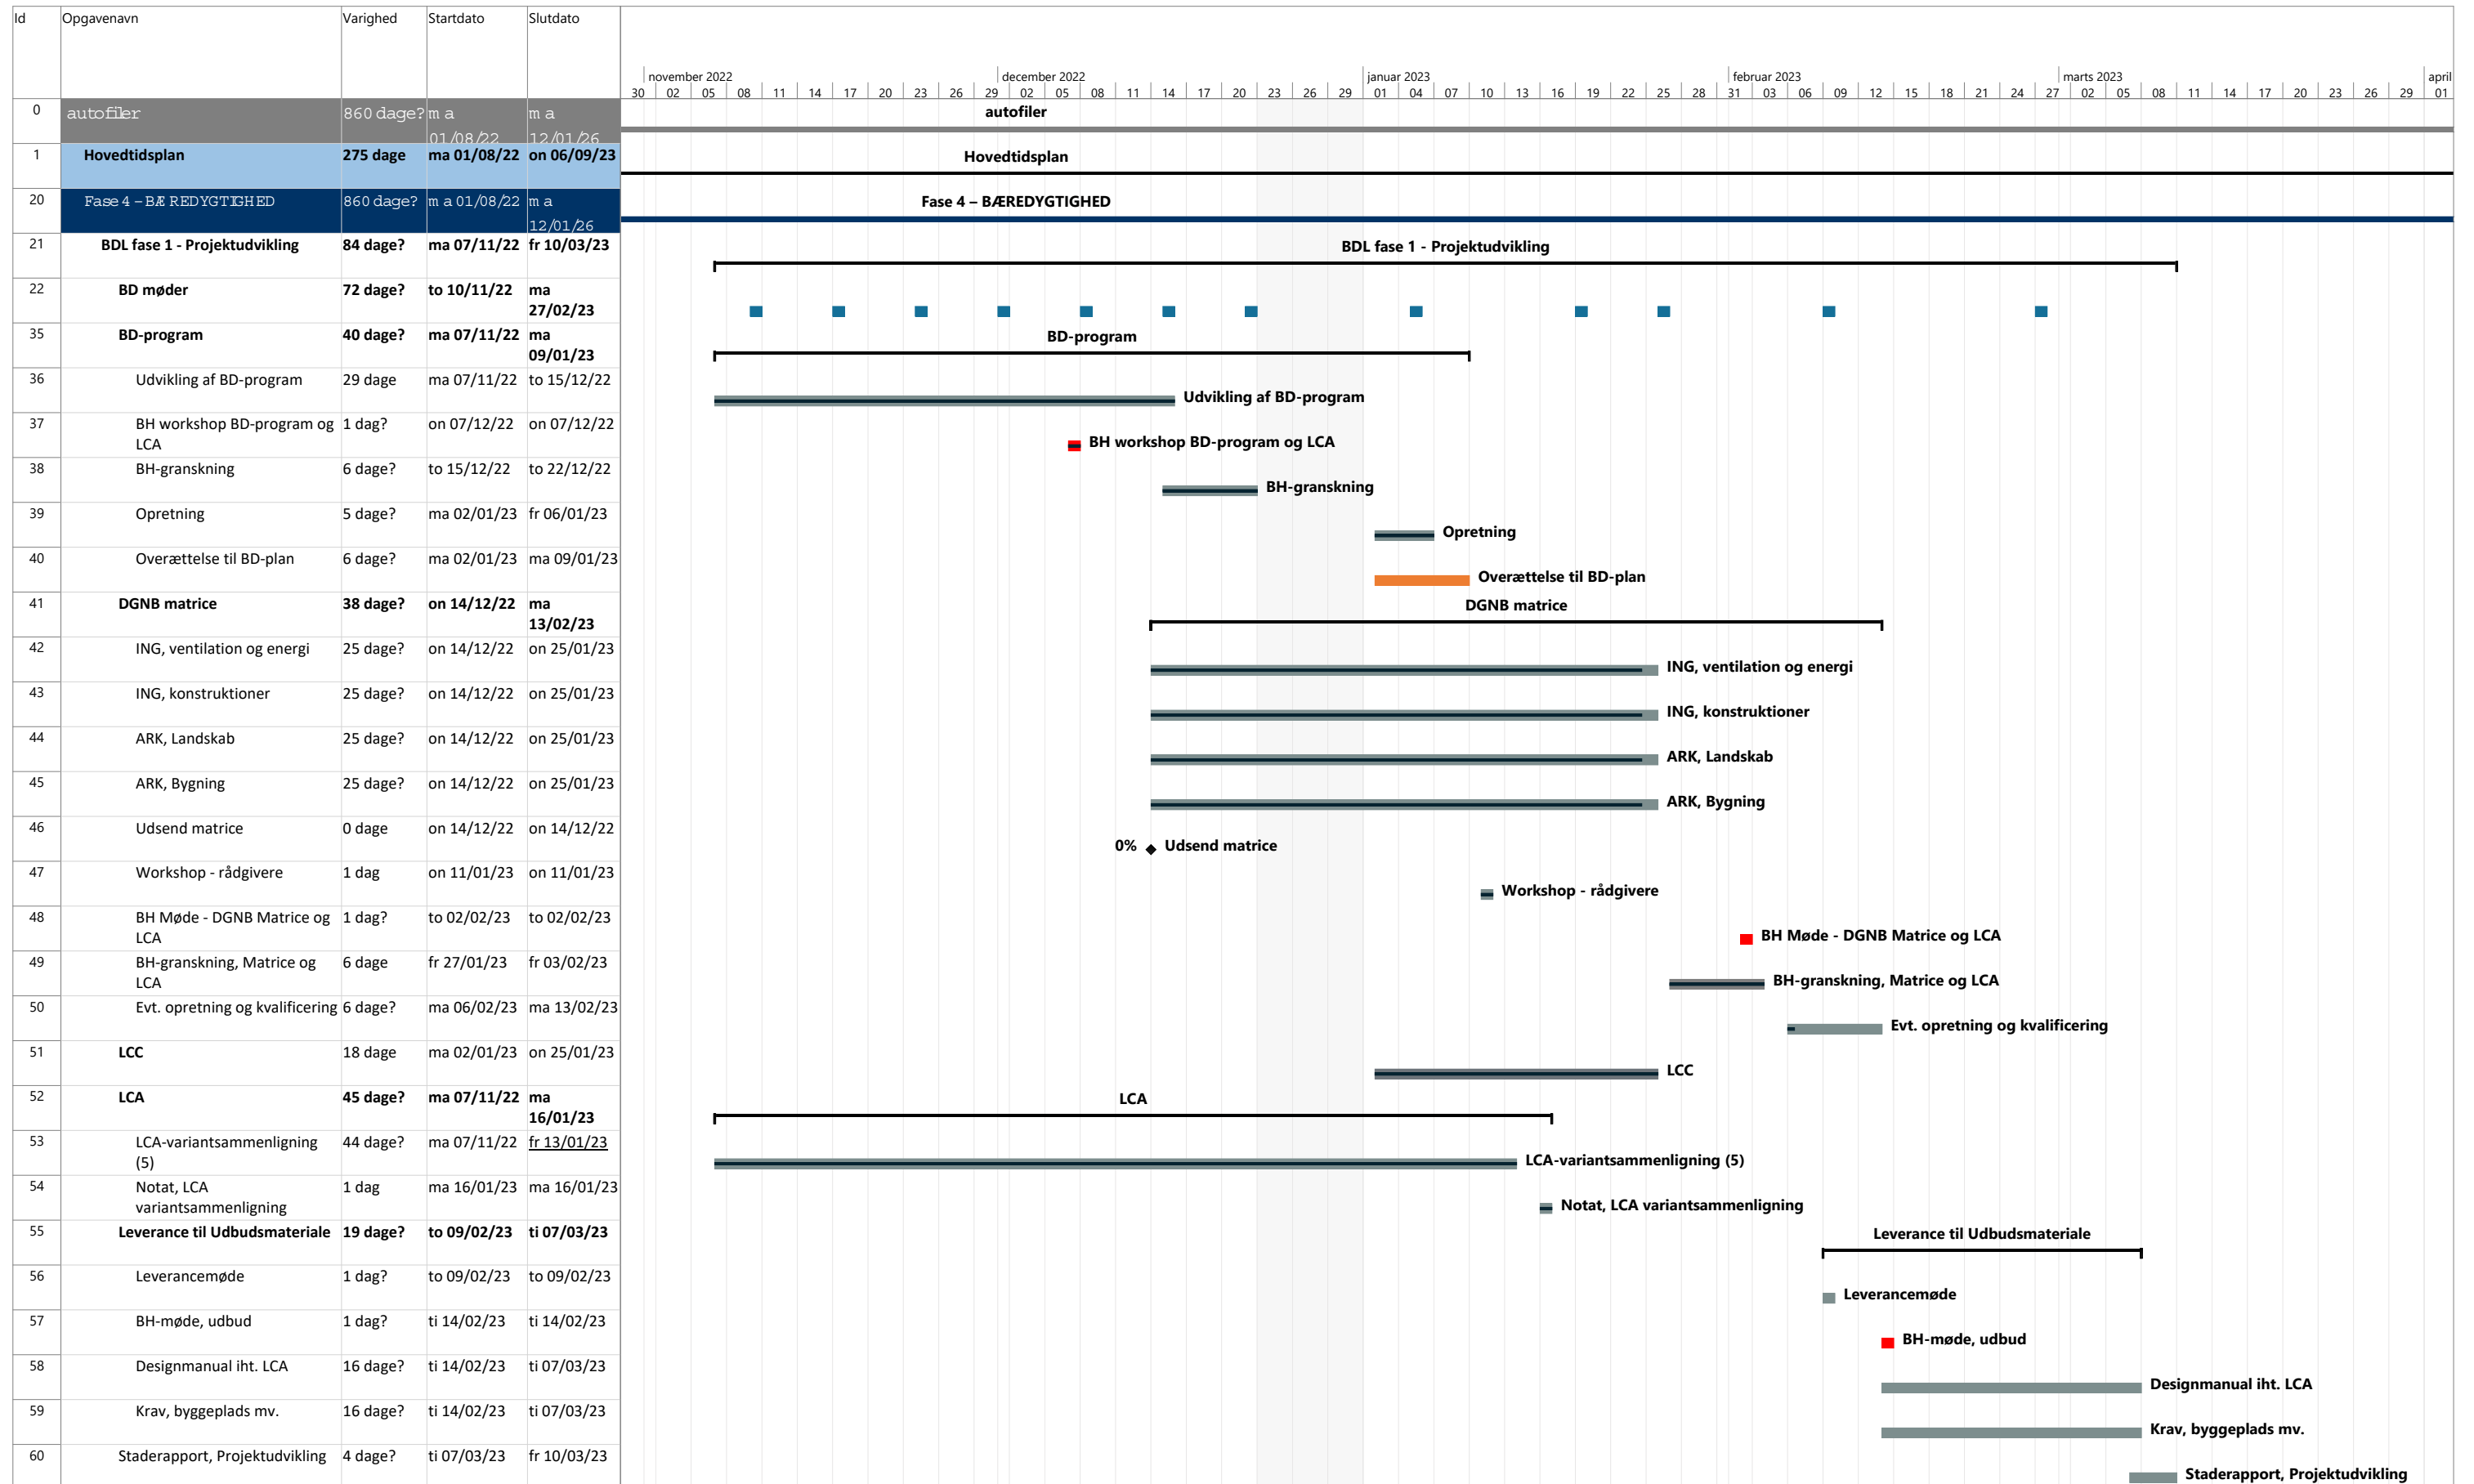 Id Opgavenavn Varighed Startdato Slutdato
november 2022 december 2022 januar 2023 februar 2023 marts 2023 april
30 02 05 08 11 14 17 20 23 26 29 02 05 08 11 14 17 20 23 26 29 01 04 07 10 13 16 19 22 25 28 31 03 06 09 12 15 18 21 24 27 02 05 08 11 14 17 20 23 26 29 01
0 autofiler 860 dage? ma 01/08/22 ma 12/01/26 autofiler
1 Hovedtidsplan 275 dage ma 01/08/22 on 06/09/23 Hovedtidsplan
20 Fase 4 – BÆREDYGTIGHED 860 dage? ma 01/08/22 ma 12/01/26 Fase 4 – BÆREDYGTIGHED
21 BDL fase 1 - Projektudvikling 84 dage? ma 07/11/22 fr 10/03/23 BDL fase 1 - Projektudvikling
22 BD møder 72 dage? to 10/11/22 ma
27/02/23
35 BD-program 40 dage? ma 07/11/22 ma
09/01/23 BD-program
36 Udvikling af BD-program 29 dage ma 07/11/22 to 15/12/22 Udvikling af BD-program
37 BH workshop BD-program og 1 dag? on 07/12/22 on 07/12/22
LCA BH workshop BD-program og LCA
38 BH-granskning 6 dage? to 15/12/22 to 22/12/22 BH-granskning
39 Opretning 5 dage? ma 02/01/23 fr 06/01/23 Opretning
40 Overættelse til BD-plan 6 dage? ma 02/01/23 ma 09/01/23 Overættelse til BD-plan
41 DGNB matrice 38 dage? on 14/12/22 ma
13/02/23 DGNB matrice
42 ING, ventilation og energi 25 dage? on 14/12/22 on 25/01/23 ING, ventilation og energi
43 ING, konstruktioner 25 dage? on 14/12/22 on 25/01/23 ING, konstruktioner
44 ARK, Landskab 25 dage? on 14/12/22 on 25/01/23 ARK, Landskab
45 ARK, Bygning 25 dage? on 14/12/22 on 25/01/23 ARK, Bygning
46 Udsend matrice 0 dage on 14/12/22 on 14/12/22 0% Udsend matrice
47 Workshop - rådgivere 1 dag on 11/01/23 on 11/01/23 Workshop - rådgivere
48 BH Møde - DGNB Matrice og 1 dag? to 02/02/23 to 02/02/23
LCA BH Møde - DGNB Matrice og LCA
49 BH-granskning, Matrice og 6 dage fr 27/01/23 fr 03/02/23
LCA BH-granskning, Matrice og LCA
50 Evt. opretning og kvalificering 6 dage? ma 06/02/23 ma 13/02/23 Evt. opretning og kvalificering
51 LCC 18 dage ma 02/01/23 on 25/01/23 LCC
52 LCA 45 dage? ma 07/11/22 ma
16/01/23 LCA
53 LCA-variantsammenligning 44 dage? ma 07/11/22 fr 13/01/23
(5) LCA-variantsammenligning (5)
54 Notat, LCA 1 dag ma 16/01/23 ma 16/01/23
variantsammenligning Notat, LCA variantsammenligning
55 Leverance til Udbudsmateriale 19 dage? to 09/02/23 ti 07/03/23 Leverance til Udbudsmateriale
56 Leverancemøde 1 dag? to 09/02/23 to 09/02/23 Leverancemøde
57 BH-møde, udbud 1 dag? ti 14/02/23 ti 14/02/23 BH-møde, udbud
58 Designmanual iht. LCA 16 dage? ti 14/02/23 ti 07/03/23 Designmanual iht. LCA
59 Krav, byggeplads mv. 16 dage? ti 14/02/23 ti 07/03/23 Krav, byggeplads mv.
60 Staderapport, Projektudvikling 4 dage? ti 07/03/23 fr 10/03/23 Staderapport, Projektudvikling